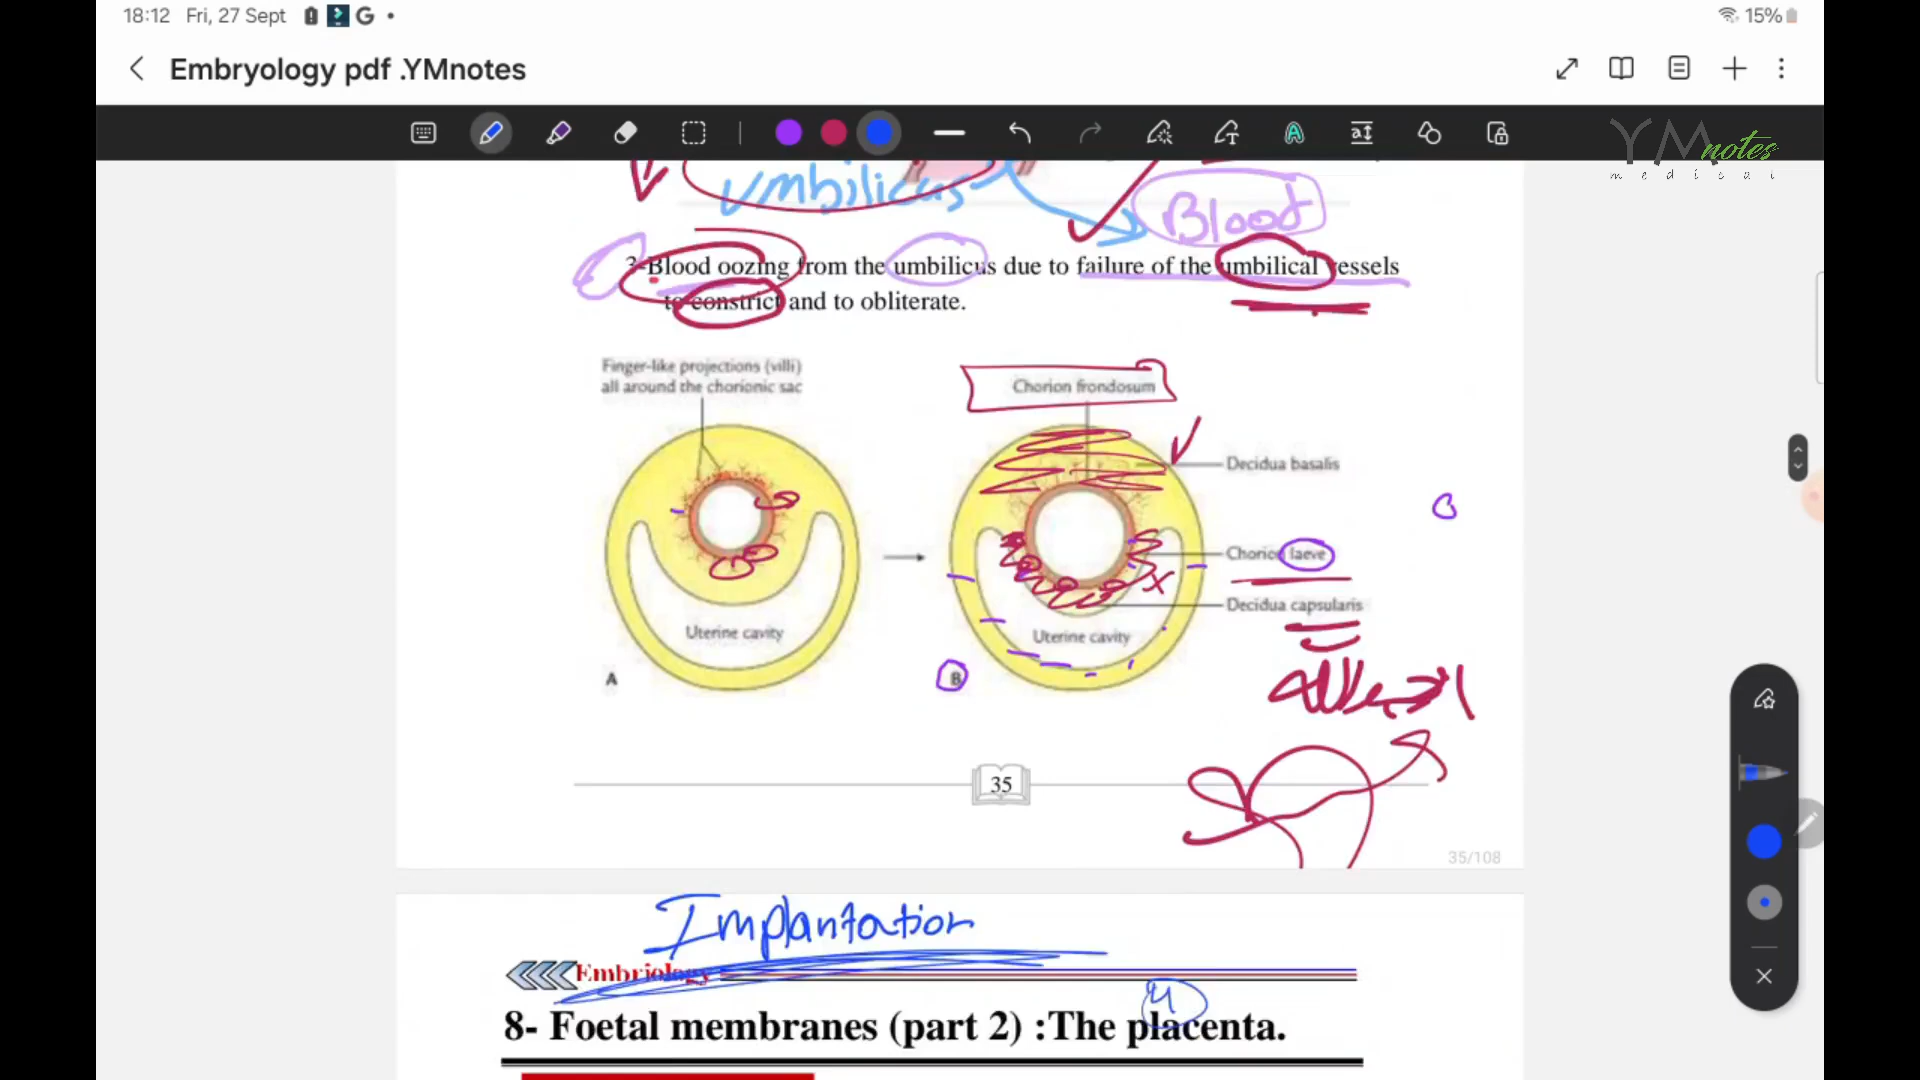 18:12 Fri, 27 Sept
15%
Embryology pdf .YMnotes
YM notes
medical
Umbilicus
Blood
3-Blood oozing from the umbilicus due to failure of the umbilical vessels
to constrict and to obliterate.
Finger-like projections (villi)
all around the chorionic sac
Chorion frondosum
Decidua basalis
Chorion laeve
Decidua capsularis
Uterine cavity
Uterine cavity
A
B
35
35/108
Implantation
Embriology
8- Foetal membranes (part 2) :The placenta.